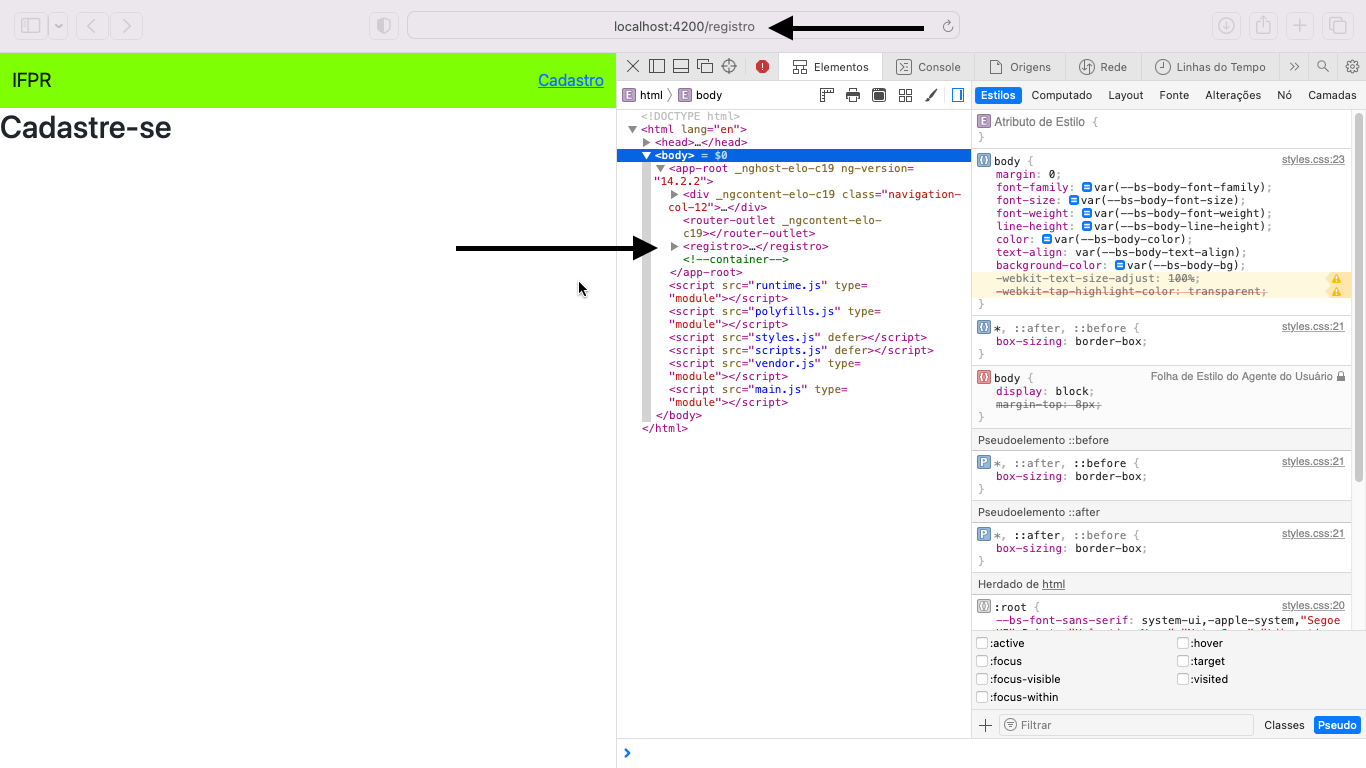 localhost:4200/registro
IFPR
Cadastro
Cadastre-se
Elementos
Console
Origens
Rede
Linhas do Tempo
E html
E body
<!DOCTYPE html>
<html lang="en">
<head>…</head>
<body> = $0
<app-root _nghost-elo-c19 ng-version=
"14.2.2">
<div _ngcontent-elo-c19 class="navigation-
col-12">…</div>
<router-outlet _ngcontent-elo-
c19></router-outlet>
<registro>…</registro>
<!--container-->
</app-root>
<script src="runtime.js" type=
"module"></script>
<script src="polyfills.js" type=
"module"></script>
<script src="styles.js" defer></script>
<script src="scripts.js" defer></script>
<script src="vendor.js" type=
"module"></script>
<script src="main.js" type=
"module"></script>
</body>
</html>
Estilos
Computado
Layout
Fonte
Alterações
Nó
Camadas
E Atributo de Estilo {
}
body { styles.css:23
margin: 0;
font-family: var(--bs-body-font-family);
font-size: var(--bs-body-font-size);
font-weight: var(--bs-body-font-weight);
line-height: var(--bs-body-line-height);
color: var(--bs-body-color);
text-align: var(--bs-body-text-align);
background-color: var(--bs-body-bg);
-webkit-text-size-adjust: 100%;
-webkit-tap-highlight-color: transparent;
}
*, ::after, ::before { styles.css:21
box-sizing: border-box;
}
body { Folha de Estilo do Agente do Usuário
display: block;
margin-top: 8px;
}
Pseudoelemento ::before
P *, ::after, ::before { styles.css:21
box-sizing: border-box;
}
Pseudoelemento ::after
P *, ::after, ::before { styles.css:21
box-sizing: border-box;
}
Herdado de html
:root { styles.css:20
--bs-font-sans-serif: system-ui,-apple-system,"Segoe
:active
:hover
:focus
:target
:focus-visible
:visited
:focus-within
Filtrar
Classes
Pseudo